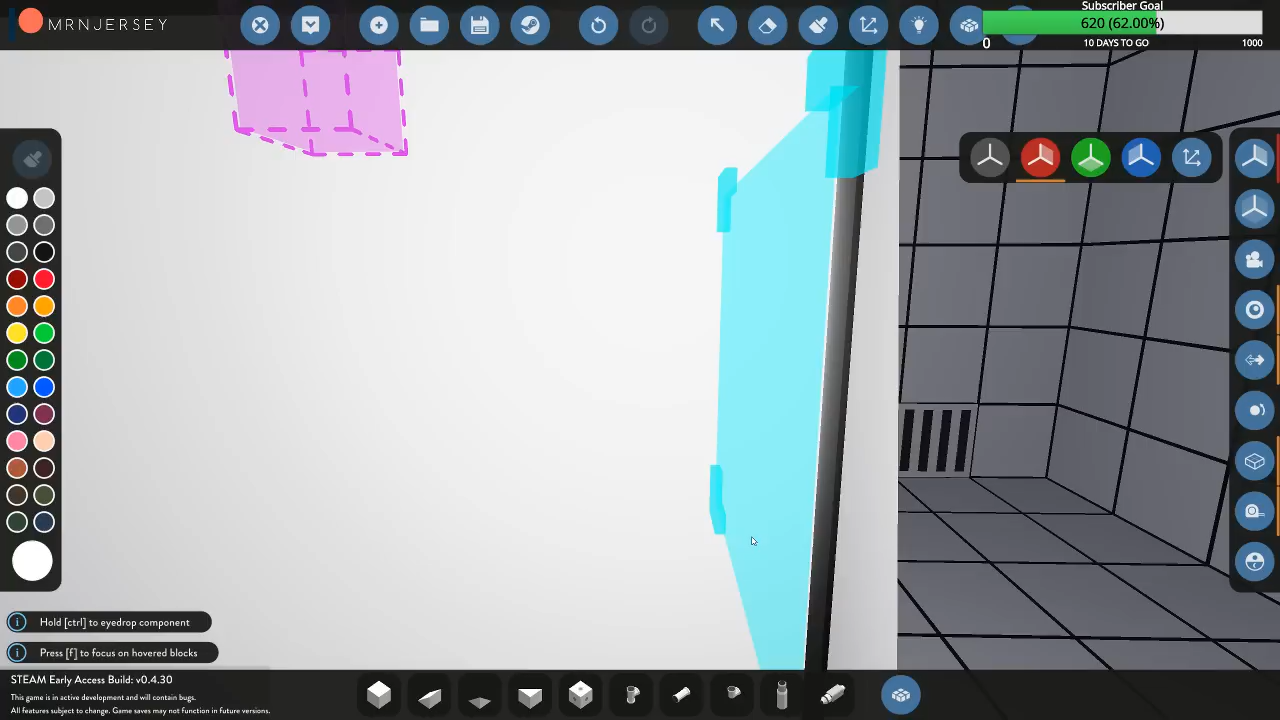 MRNJERSEY
Subscriber Goal
620 (62.00%)
0
10 DAYS TO GO
1000
Hold [ctrl] to eyedrop component
Press [f] to focus on hovered blocks
STEAM Early Access Build: v0.4.30
This game is in active development and will contain bugs.
All features subject to change. Game saves may not function in future versions.